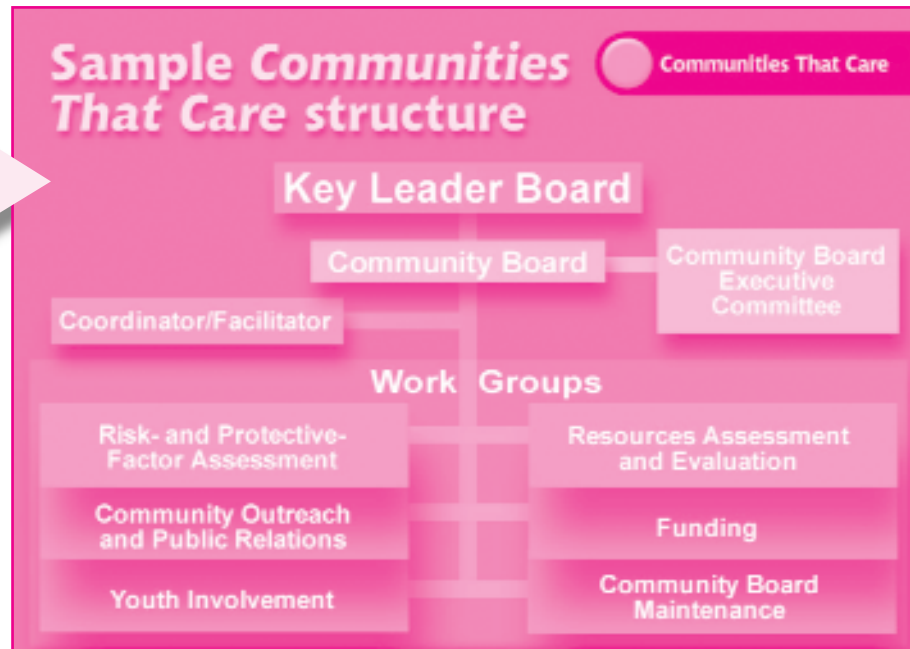 Sample Communities
That Care structure
Communities That Care
Key Leader Board
Community Board
Community Board
Executive
Committee
Coordinator/Facilitator
Work Groups
Risk- and Protective-
Factor Assessment
Resources Assessment
and Evaluation
Community Outreach
and Public Relations
Funding
Youth Involvement
Community Board
Maintenance